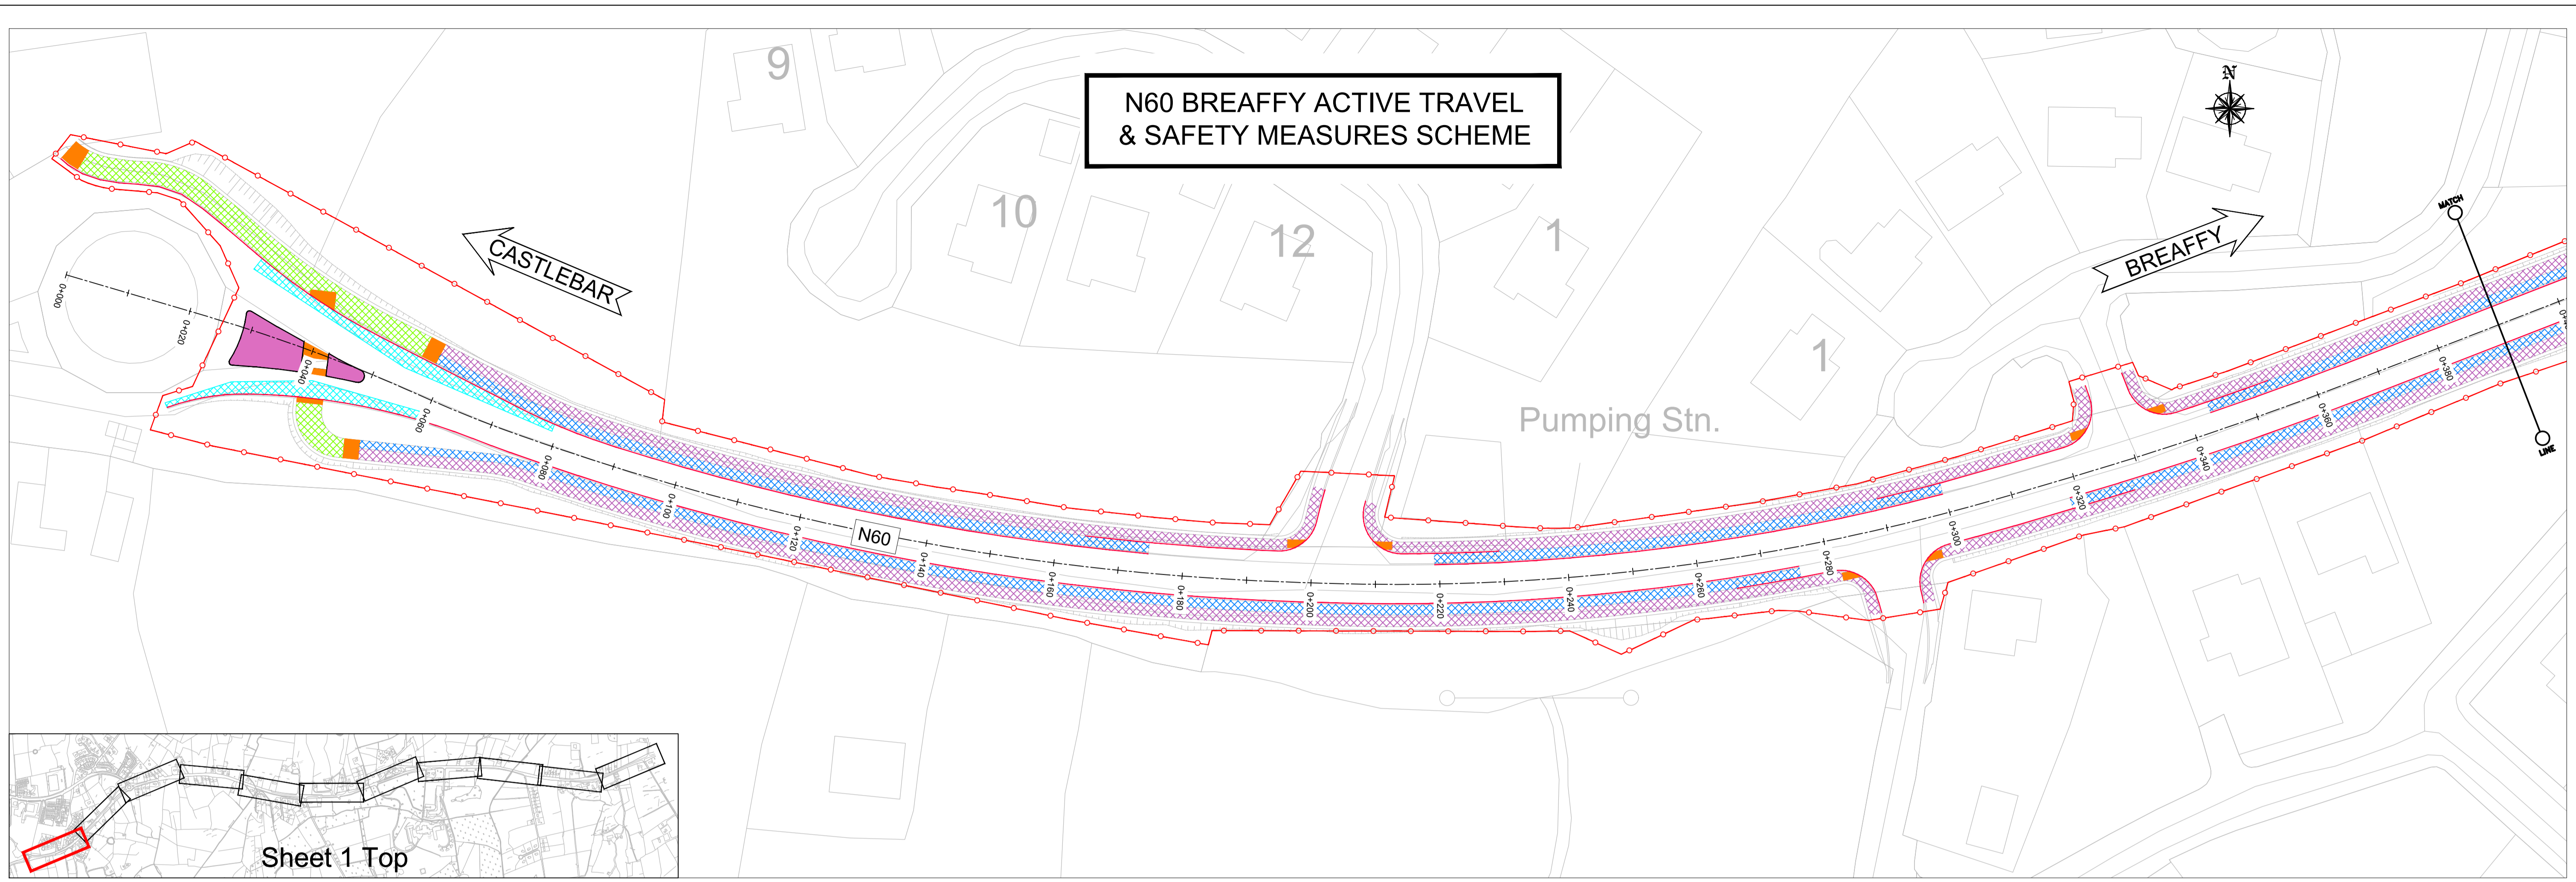 N60 BREAFFY ACTIVE TRAVEL
& SAFETY MEASURES SCHEME
N
9
10
12
1
1
CASTLEBAR
BREAFFY
MATCH
LINE
Pumping Stn.
N60
0+000
0+020
0+040
0+060
0+080
0+100
0+120
0+140
0+160
0+180
0+200
0+220
0+240
0+260
0+280
0+300
0+320
0+340
0+360
0+380
Sheet 1 Top